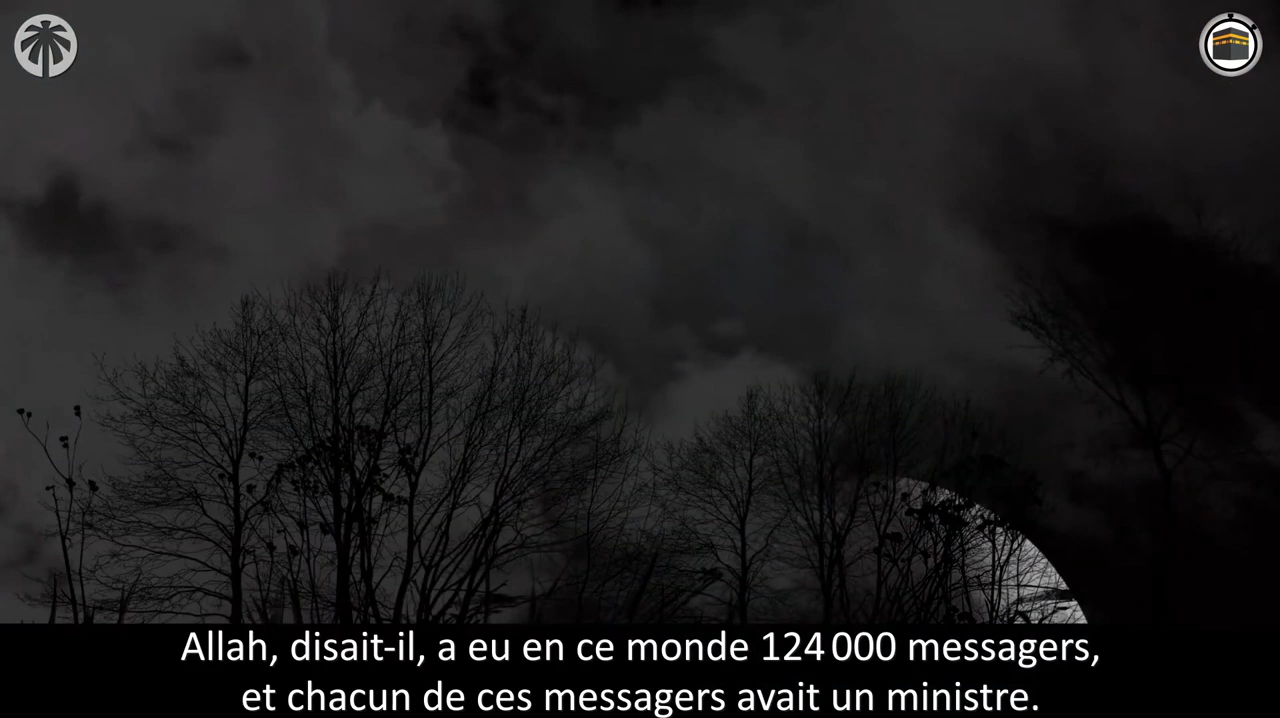 Allah, disait-il, a eu en ce monde 124 000 messagers,
et chacun de ces messagers avait un ministre.